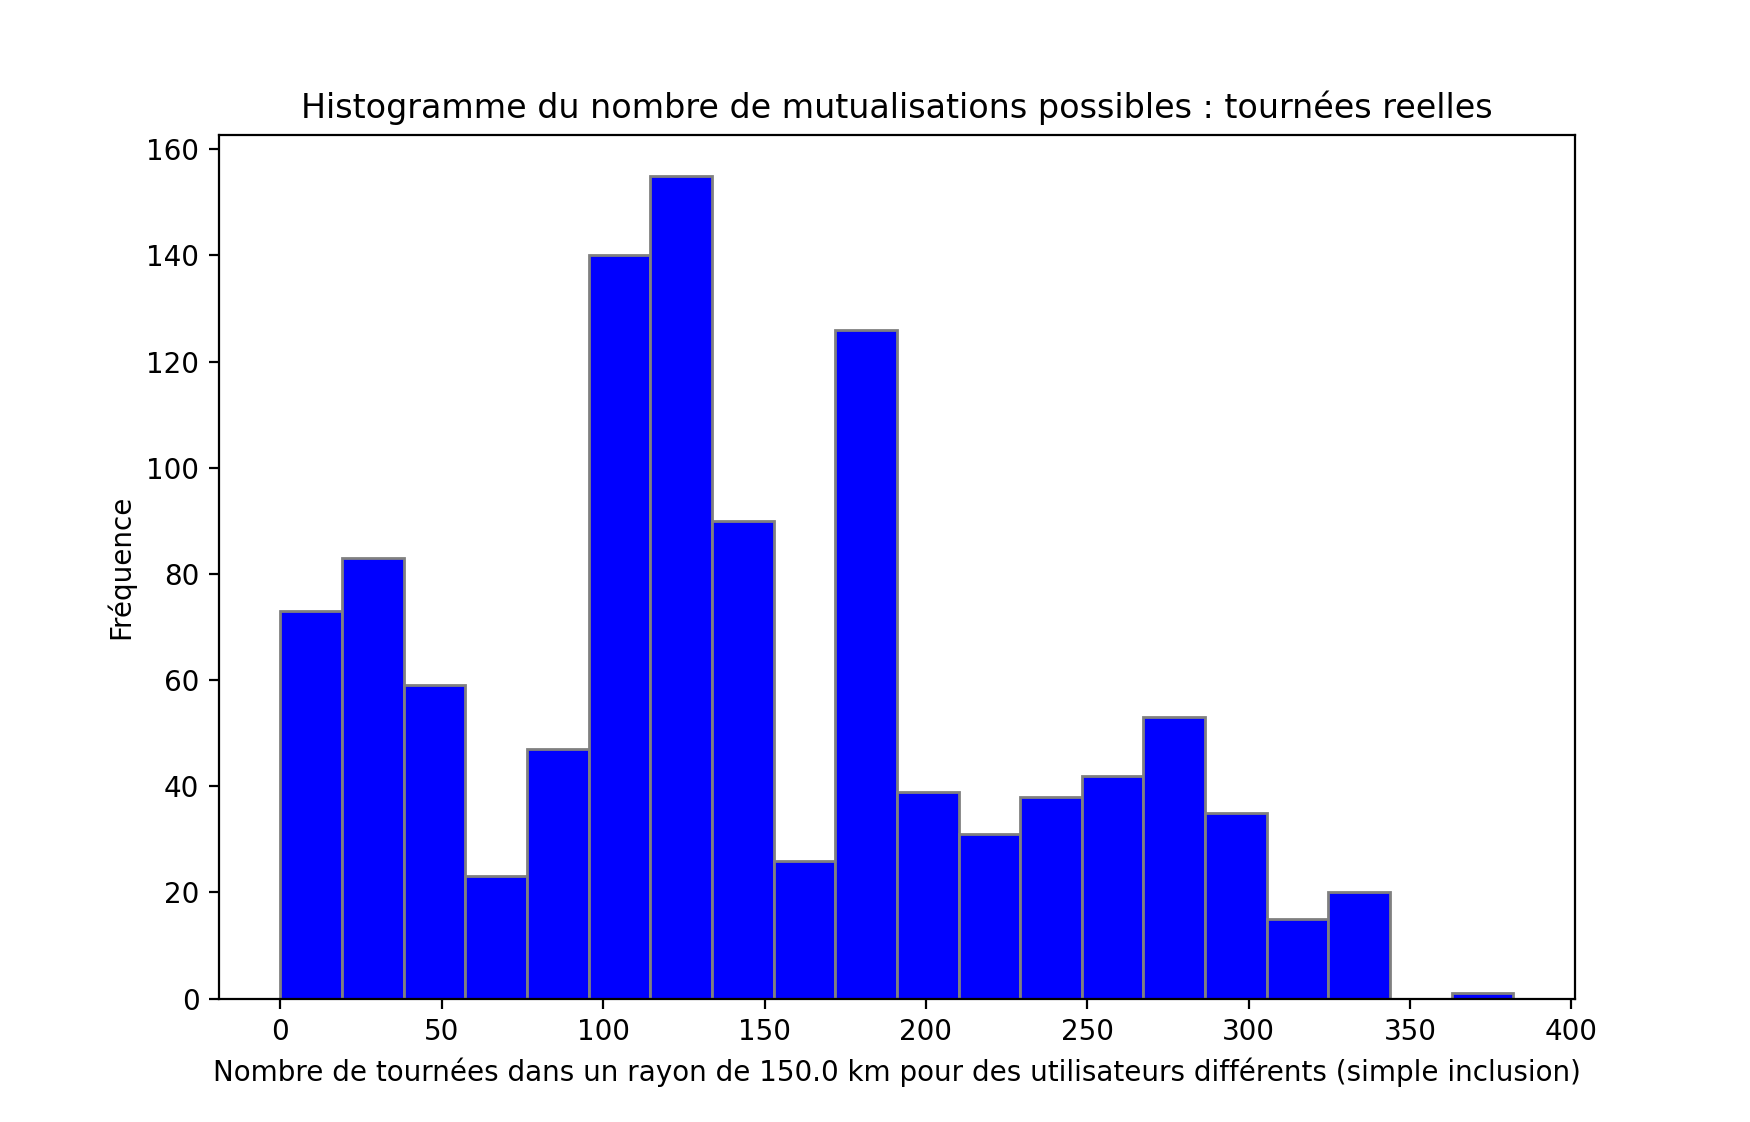 Histogramme du nombre de mutualisations possibles : tournées reelles
160
140
120
100
80
60
40
20
0
Fréquence
0 50 100 150 200 250 300 350 400
Nombre de tournées dans un rayon de 150.0 km pour des utilisateurs différents (simple inclusion)